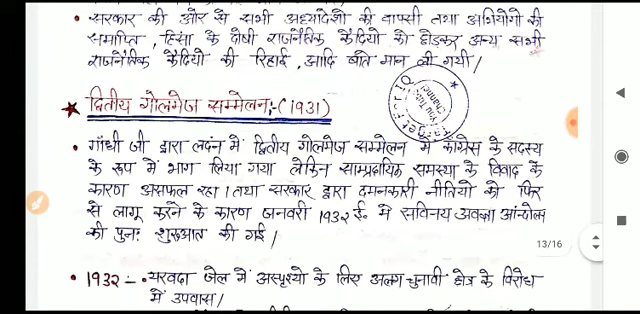 • सरकार की ओर से सभी अध्यादेशो की वापसी तथा अभियोगो की
समाप्ति, हिंसा के दोषी राजनैतिक कैदियो को छोडकर अन्य सभी
राजनैतिक कैदियो की रिहाई, आदि बाते मान ली गयी/
★ द्वितीय गोलमेज सम्मेलन:-(1931)
• गाँधी जी द्वारा लदंन में द्वितीय गोलमेज सम्मेलन में काँग्रेस के सदस्य
के रूप में भाग लिया गया लेकिन साम्प्रदायिक समस्या के विवाद के
कारण असफल रहा/तथा सरकार द्वारा दमनकारी नीतियो को फिर
से लागू करने के कारण जनवरी 1932 ई॰ मे सविनय अवज्ञा आंन्दोलन
की पुनः शुरुआत की गई/
13/16
• 1932 - • यरवदा जेल में अस्पृश्यो के लिए अलग चुनावी क्षेत्र के विरोध
में उपवास/